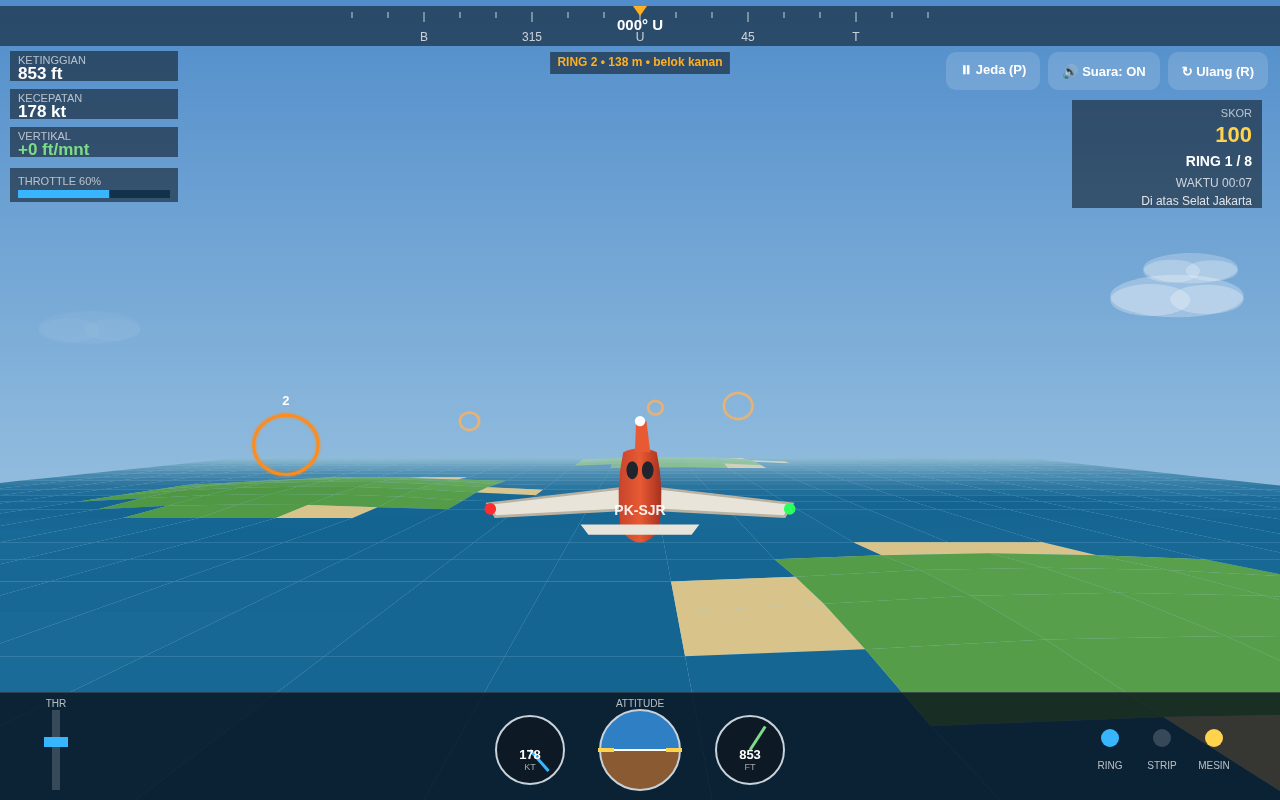 000° U
B 315 U 45 T
KETINGGIAN
853 ft
KECEPATAN
178 kt
VERTIKAL
+0 ft/mnt
THROTTLE 60%
RING 2 • 138 m • belok kanan
⏸ Jeda (P)
🔊 Suara: ON
↻ Ulang (R)
SKOR
100
RING 1 / 8
WAKTU 00:07
Di atas Selat Jakarta
2
PK-SJR
THR
178
KT
ATTITUDE
853
FT
RING STRIP MESIN